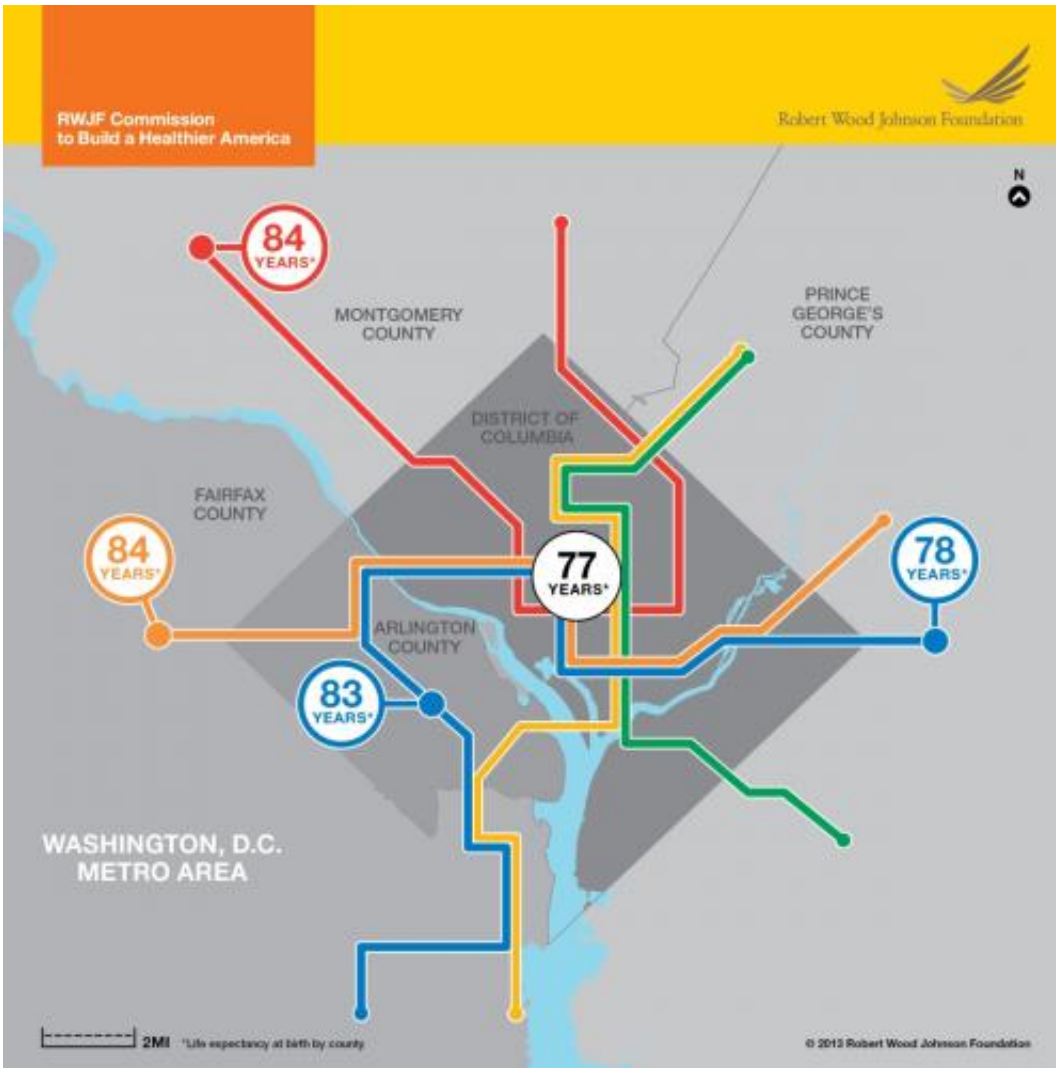 RWJF Commission
to Build a Healthier America
Robert Wood Johnson Foundation
N
84
YEARS*
MONTGOMERY
COUNTY
PRINCE
GEORGE'S
COUNTY
DISTRICT OF
COLUMBIA
FAIRFAX
COUNTY
84
YEARS*
77
YEARS*
78
YEARS*
ARLINGTON
COUNTY
83
YEARS*
WASHINGTON, D.C.
METRO AREA
2MI *Life expectancy at birth by county
© 2013 Robert Wood Johnson Foundation